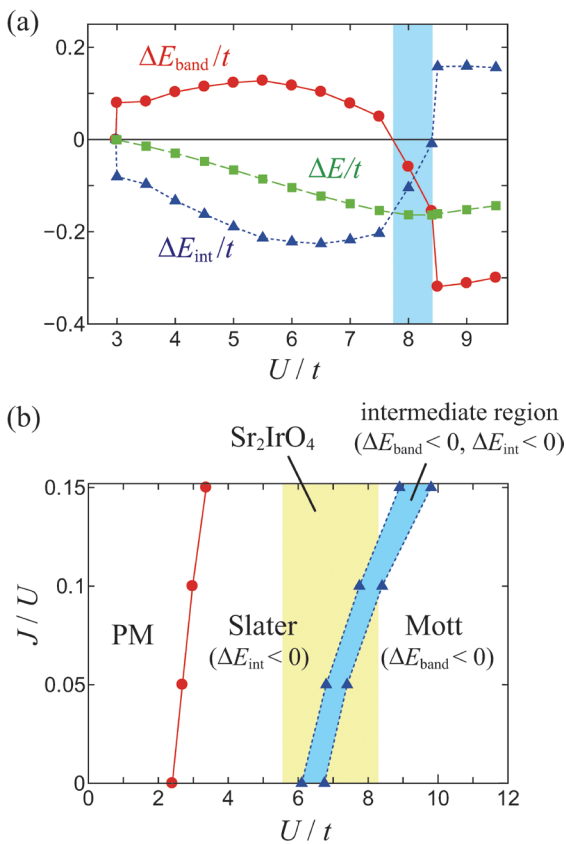 (a)
0.2
0
−0.2
−0.4
ΔE_band/t
ΔE/t
ΔE_int/t
3 4 5 6 7 8 9
U / t
(b)
intermediate region
(ΔE_band < 0, ΔE_int < 0)
Sr₂IrO₄
0.15
0.1
0.05
0
J / U
PM
Slater
(ΔE_int < 0)
Mott
(ΔE_band < 0)
0 2 4 6 8 10 12
U / t